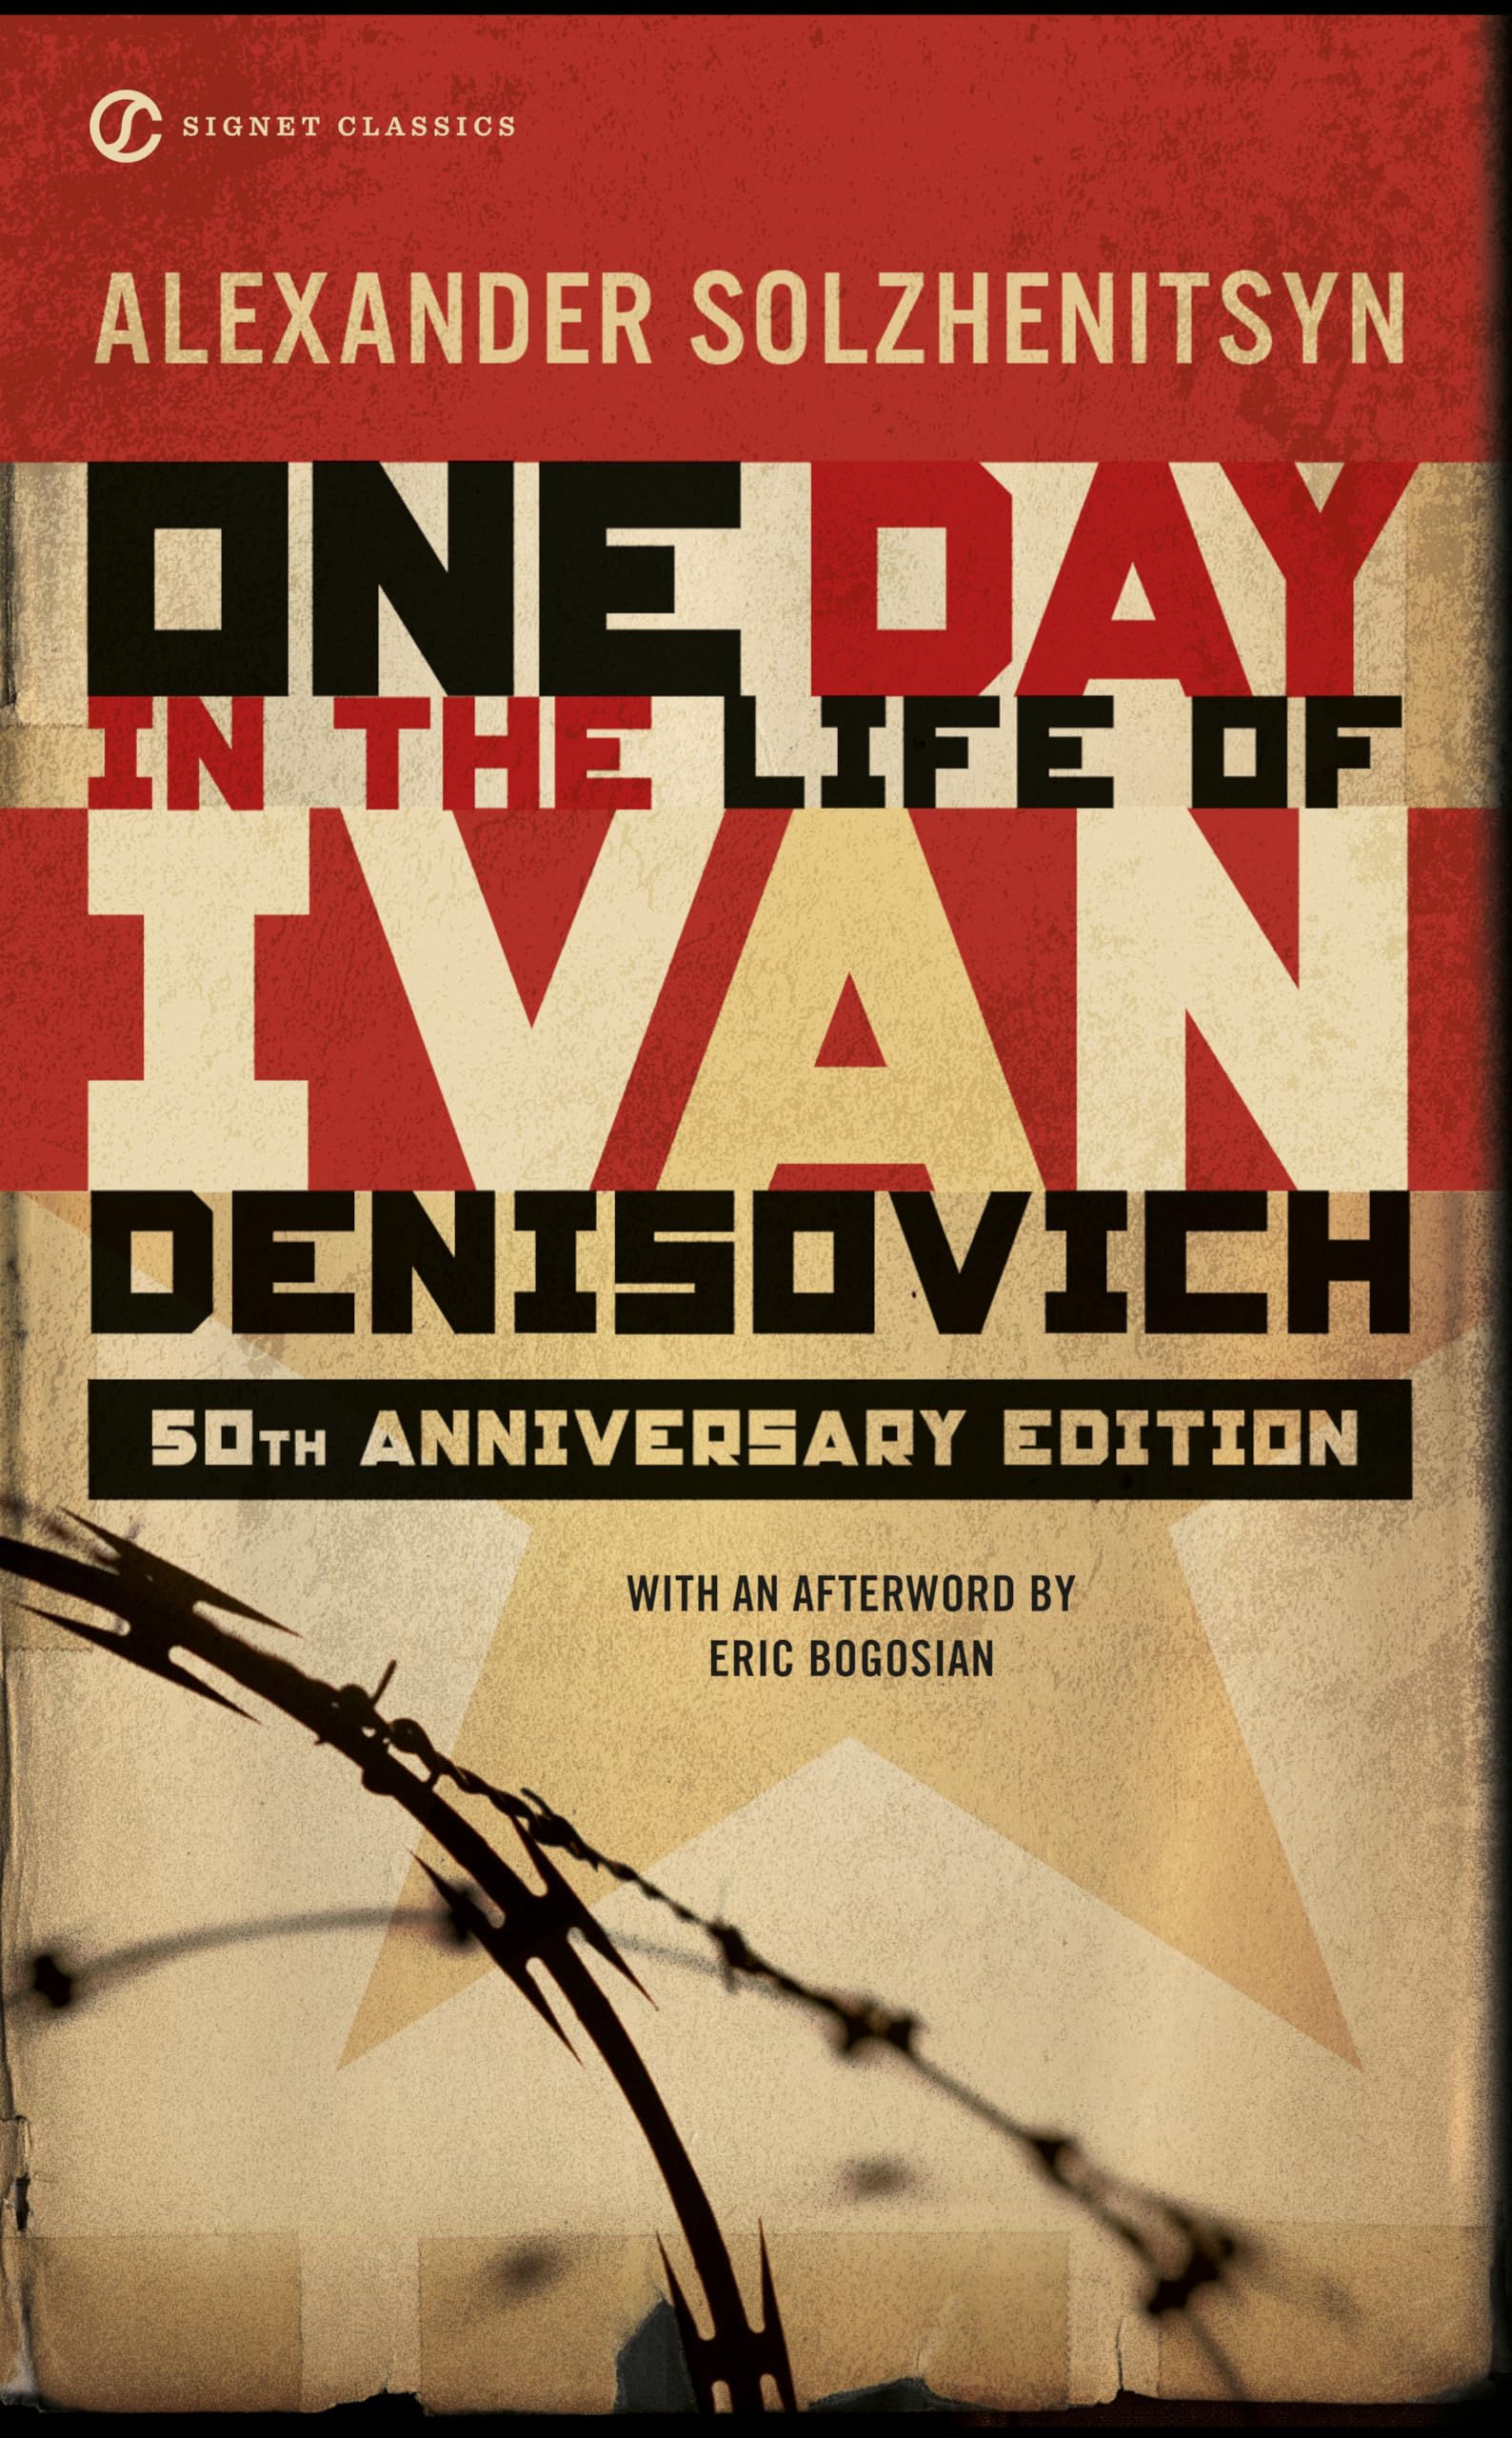 SIGNET CLASSICS
ALEXANDER SOLZHENITSYN
ONE DAY
IN THE LIFE OF
IVAN
DENISOVICH
50TH ANNIVERSARY EDITION
WITH AN AFTERWORD BY
ERIC BOGOSIAN